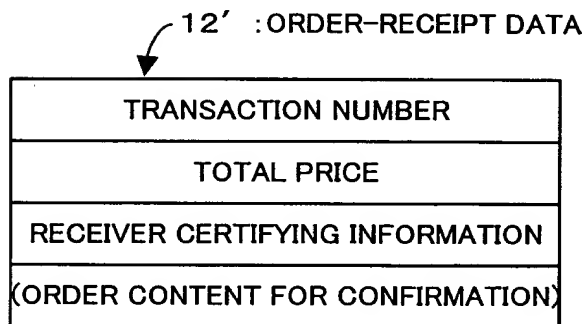 12′ :ORDER-RECEIPT DATA
TRANSACTION NUMBER
TOTAL PRICE
RECEIVER CERTIFYING INFORMATION
(ORDER CONTENT FOR CONFIRMATION)